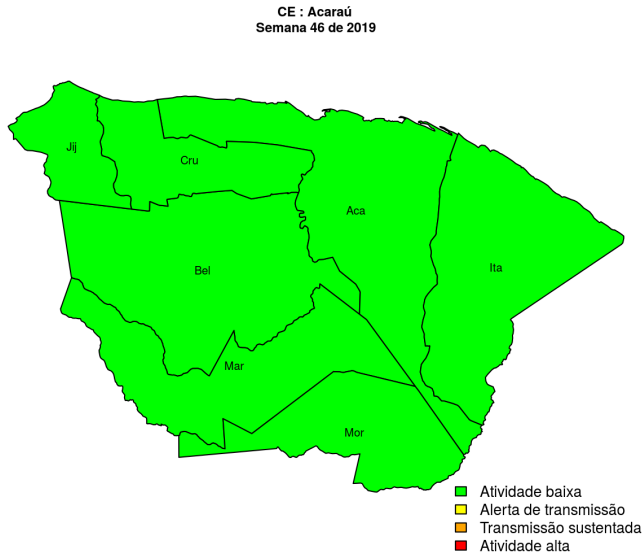 CE : Acaraú
Semana 46 de 2019
Jij
Cru
Aca
Bel
Ita
Mar
Mor
Atividade baixa
Alerta de transmissão
Transmissão sustentada
Atividade alta